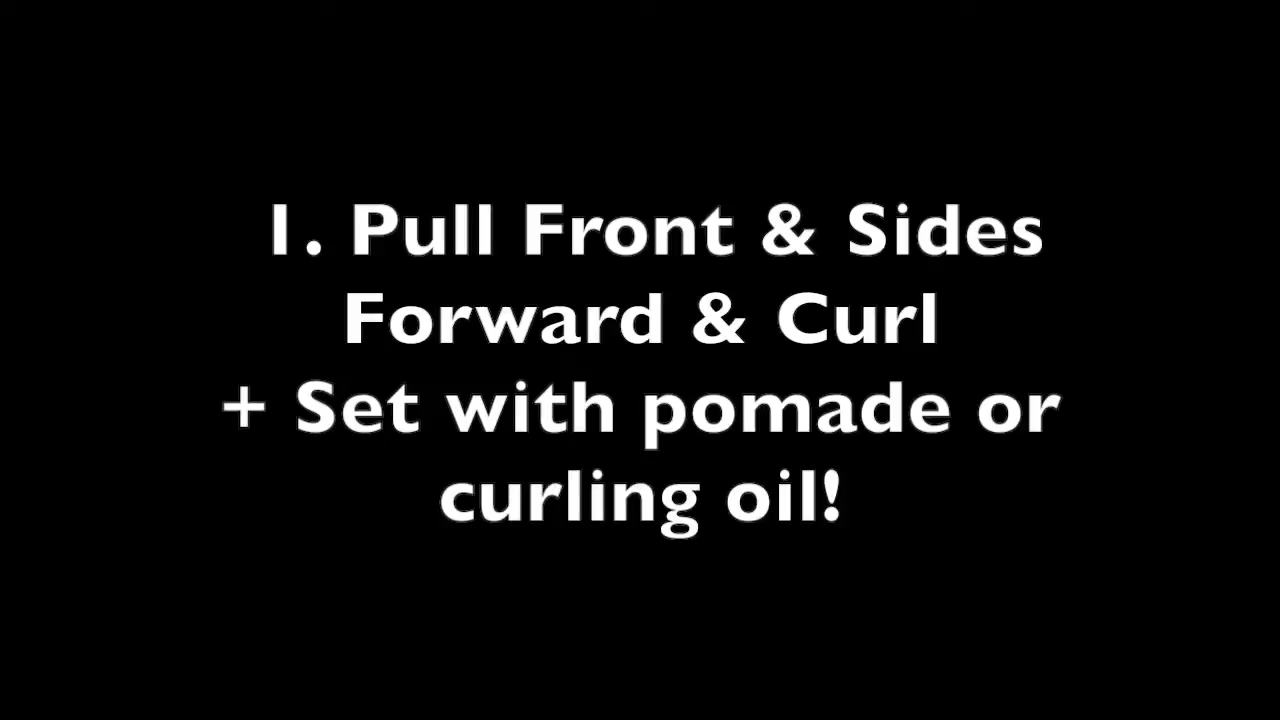 1. Pull Front & Sides
Forward & Curl
+ Set with pomade or
curling oil!